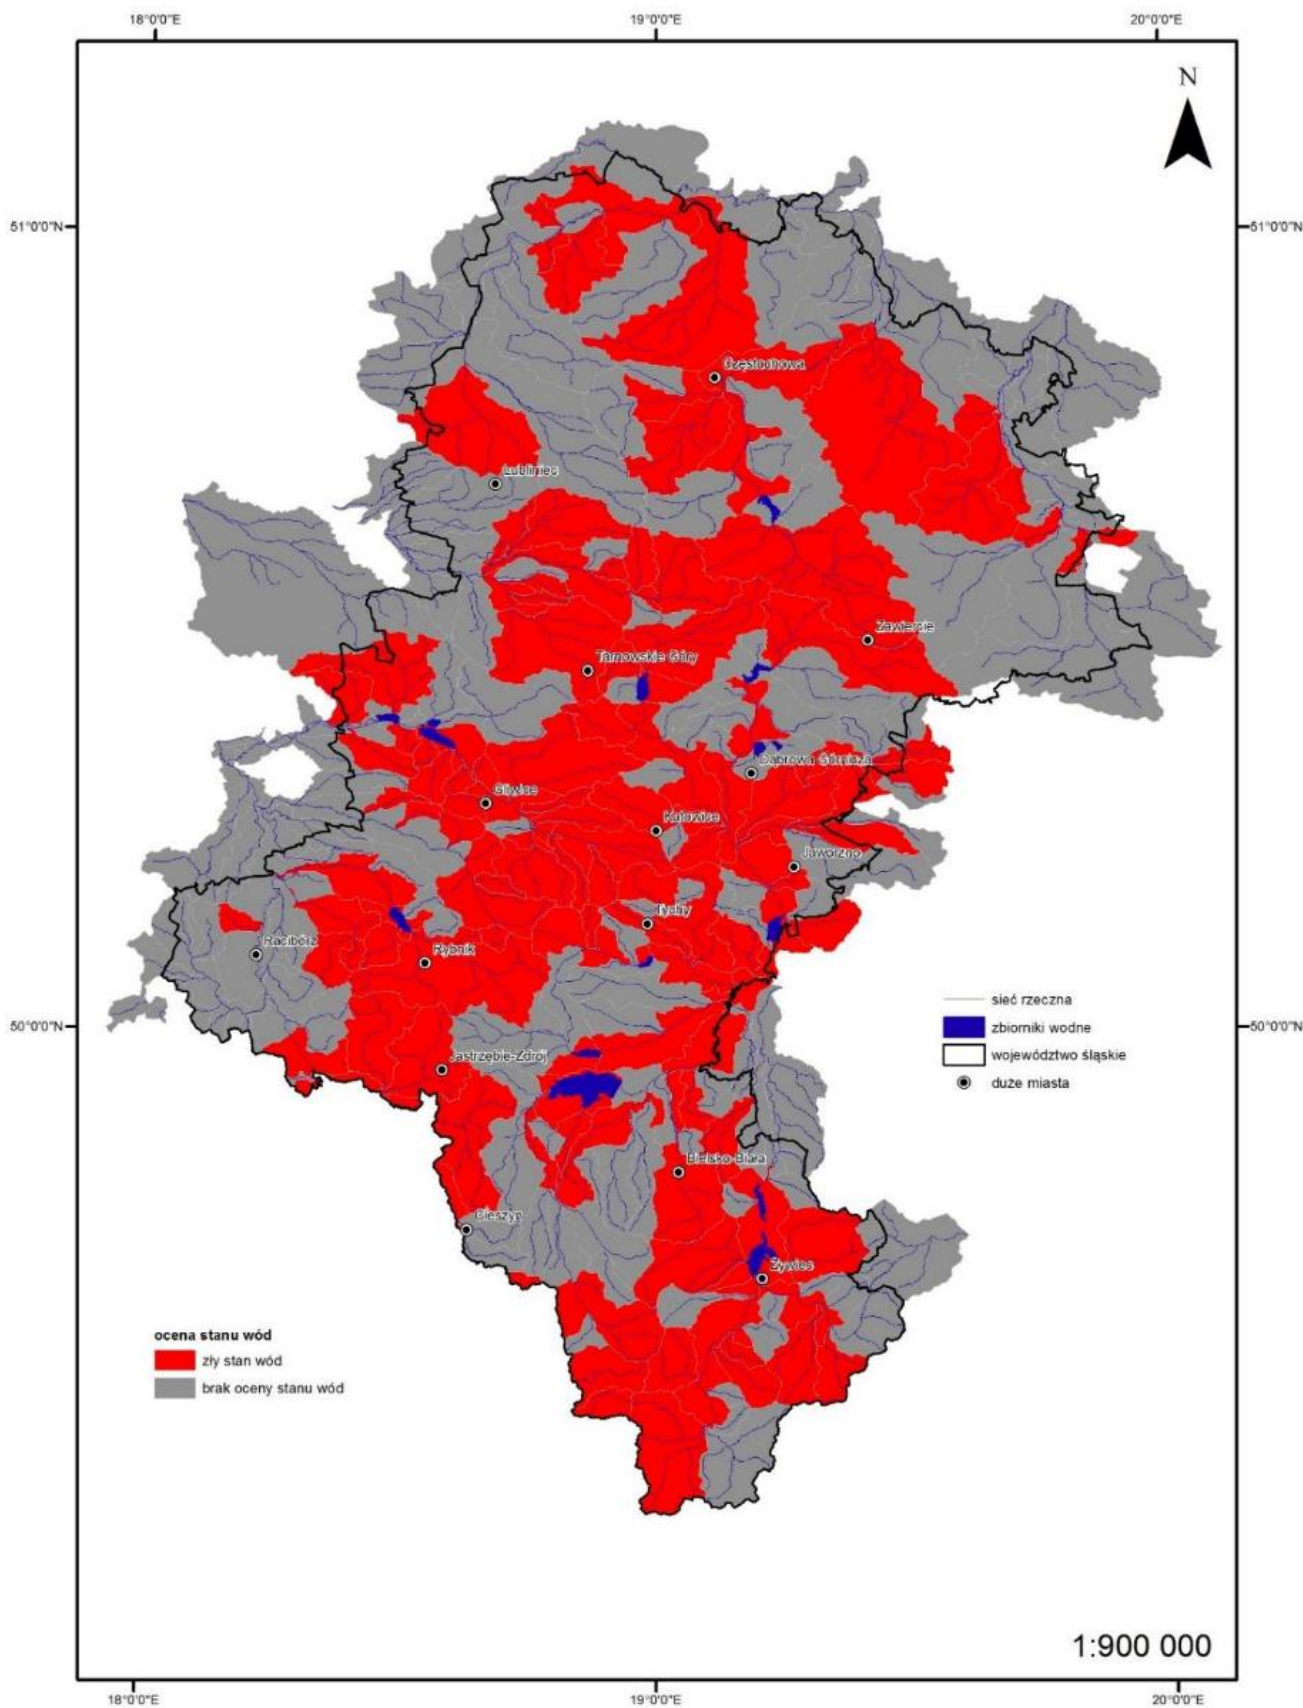 18°0'0"E 19°0'0"E 20°0'0"E
N
51°0'0"N 51°0'0"N
Częstochowa
Lubliniec
Zawiercie
Tarnowskie Góry
Dąbrowa Górnicza
Gliwice
Katowice
Jaworzno
Tychy
Racibórz
Rybnik
sieć rzeczna
50°0'0"N 50°0'0"N
zbiorniki wodne
województwo śląskie
Jastrzębie-Zdrój
duże miasta
Bielsko-Biała
Cieszyn
Żywiec
ocena stanu wód
zły stan wód
brak oceny stanu wód
1:900 000
18°0'0"E 19°0'0"E 20°0'0"E